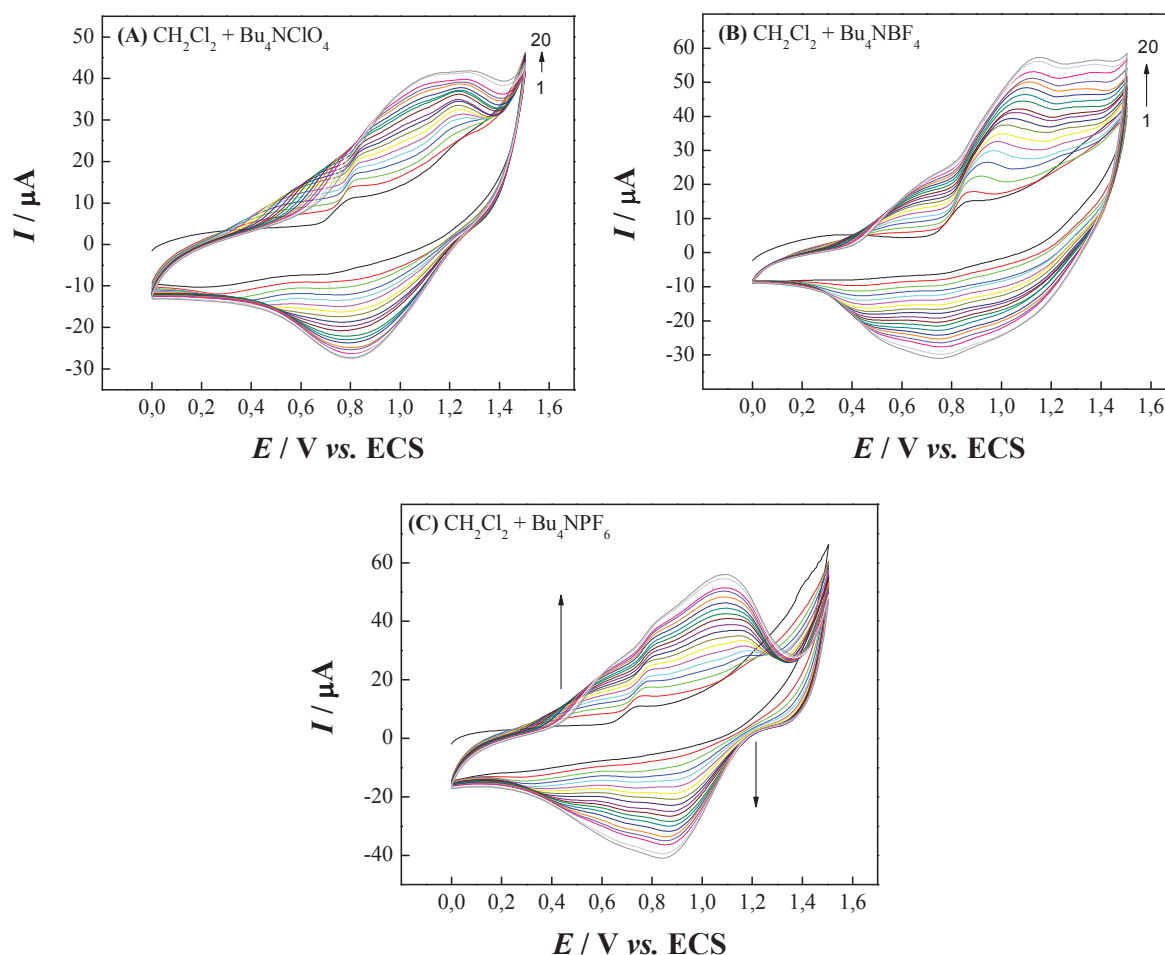 (A) CH₂Cl₂ + Bu₄NClO₄
50
40
30
20
10
0
-10
-20
-30
I / µA
20
1
0,0 0,2 0,4 0,6 0,8 1,0 1,2 1,4 1,6
E / V vs. ECS
(B) CH₂Cl₂ + Bu₄NBF₄
60
50
40
30
20
10
0
-10
-20
-30
I / µA
20
1
0,0 0,2 0,4 0,6 0,8 1,0 1,2 1,4 1,6
E / V vs. ECS
(C) CH₂Cl₂ + Bu₄NPF₆
60
40
20
0
-20
-40
I / µA
0,0 0,2 0,4 0,6 0,8 1,0 1,2 1,4 1,6
E / V vs. ECS